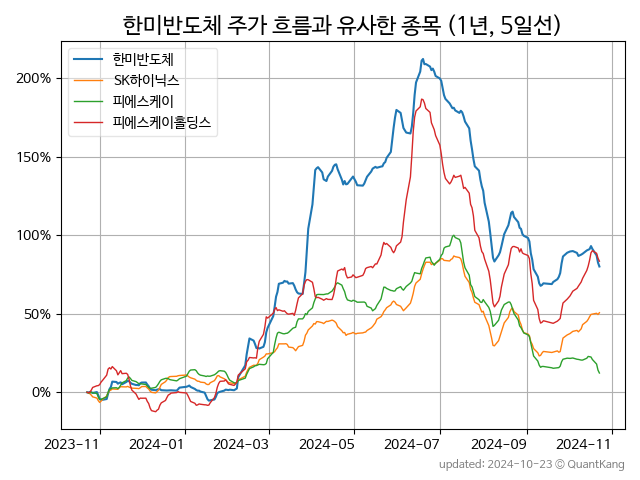 한미반도체 주가 흐름과 유사한 종목 (1년, 5일선)
한미반도체
SK하이닉스
피에스케이
피에스케이홀딩스
200%
150%
100%
50%
0%
2023-11 2024-01 2024-03 2024-05 2024-07 2024-09 2024-11
updated: 2024-10-23 © QuantKang